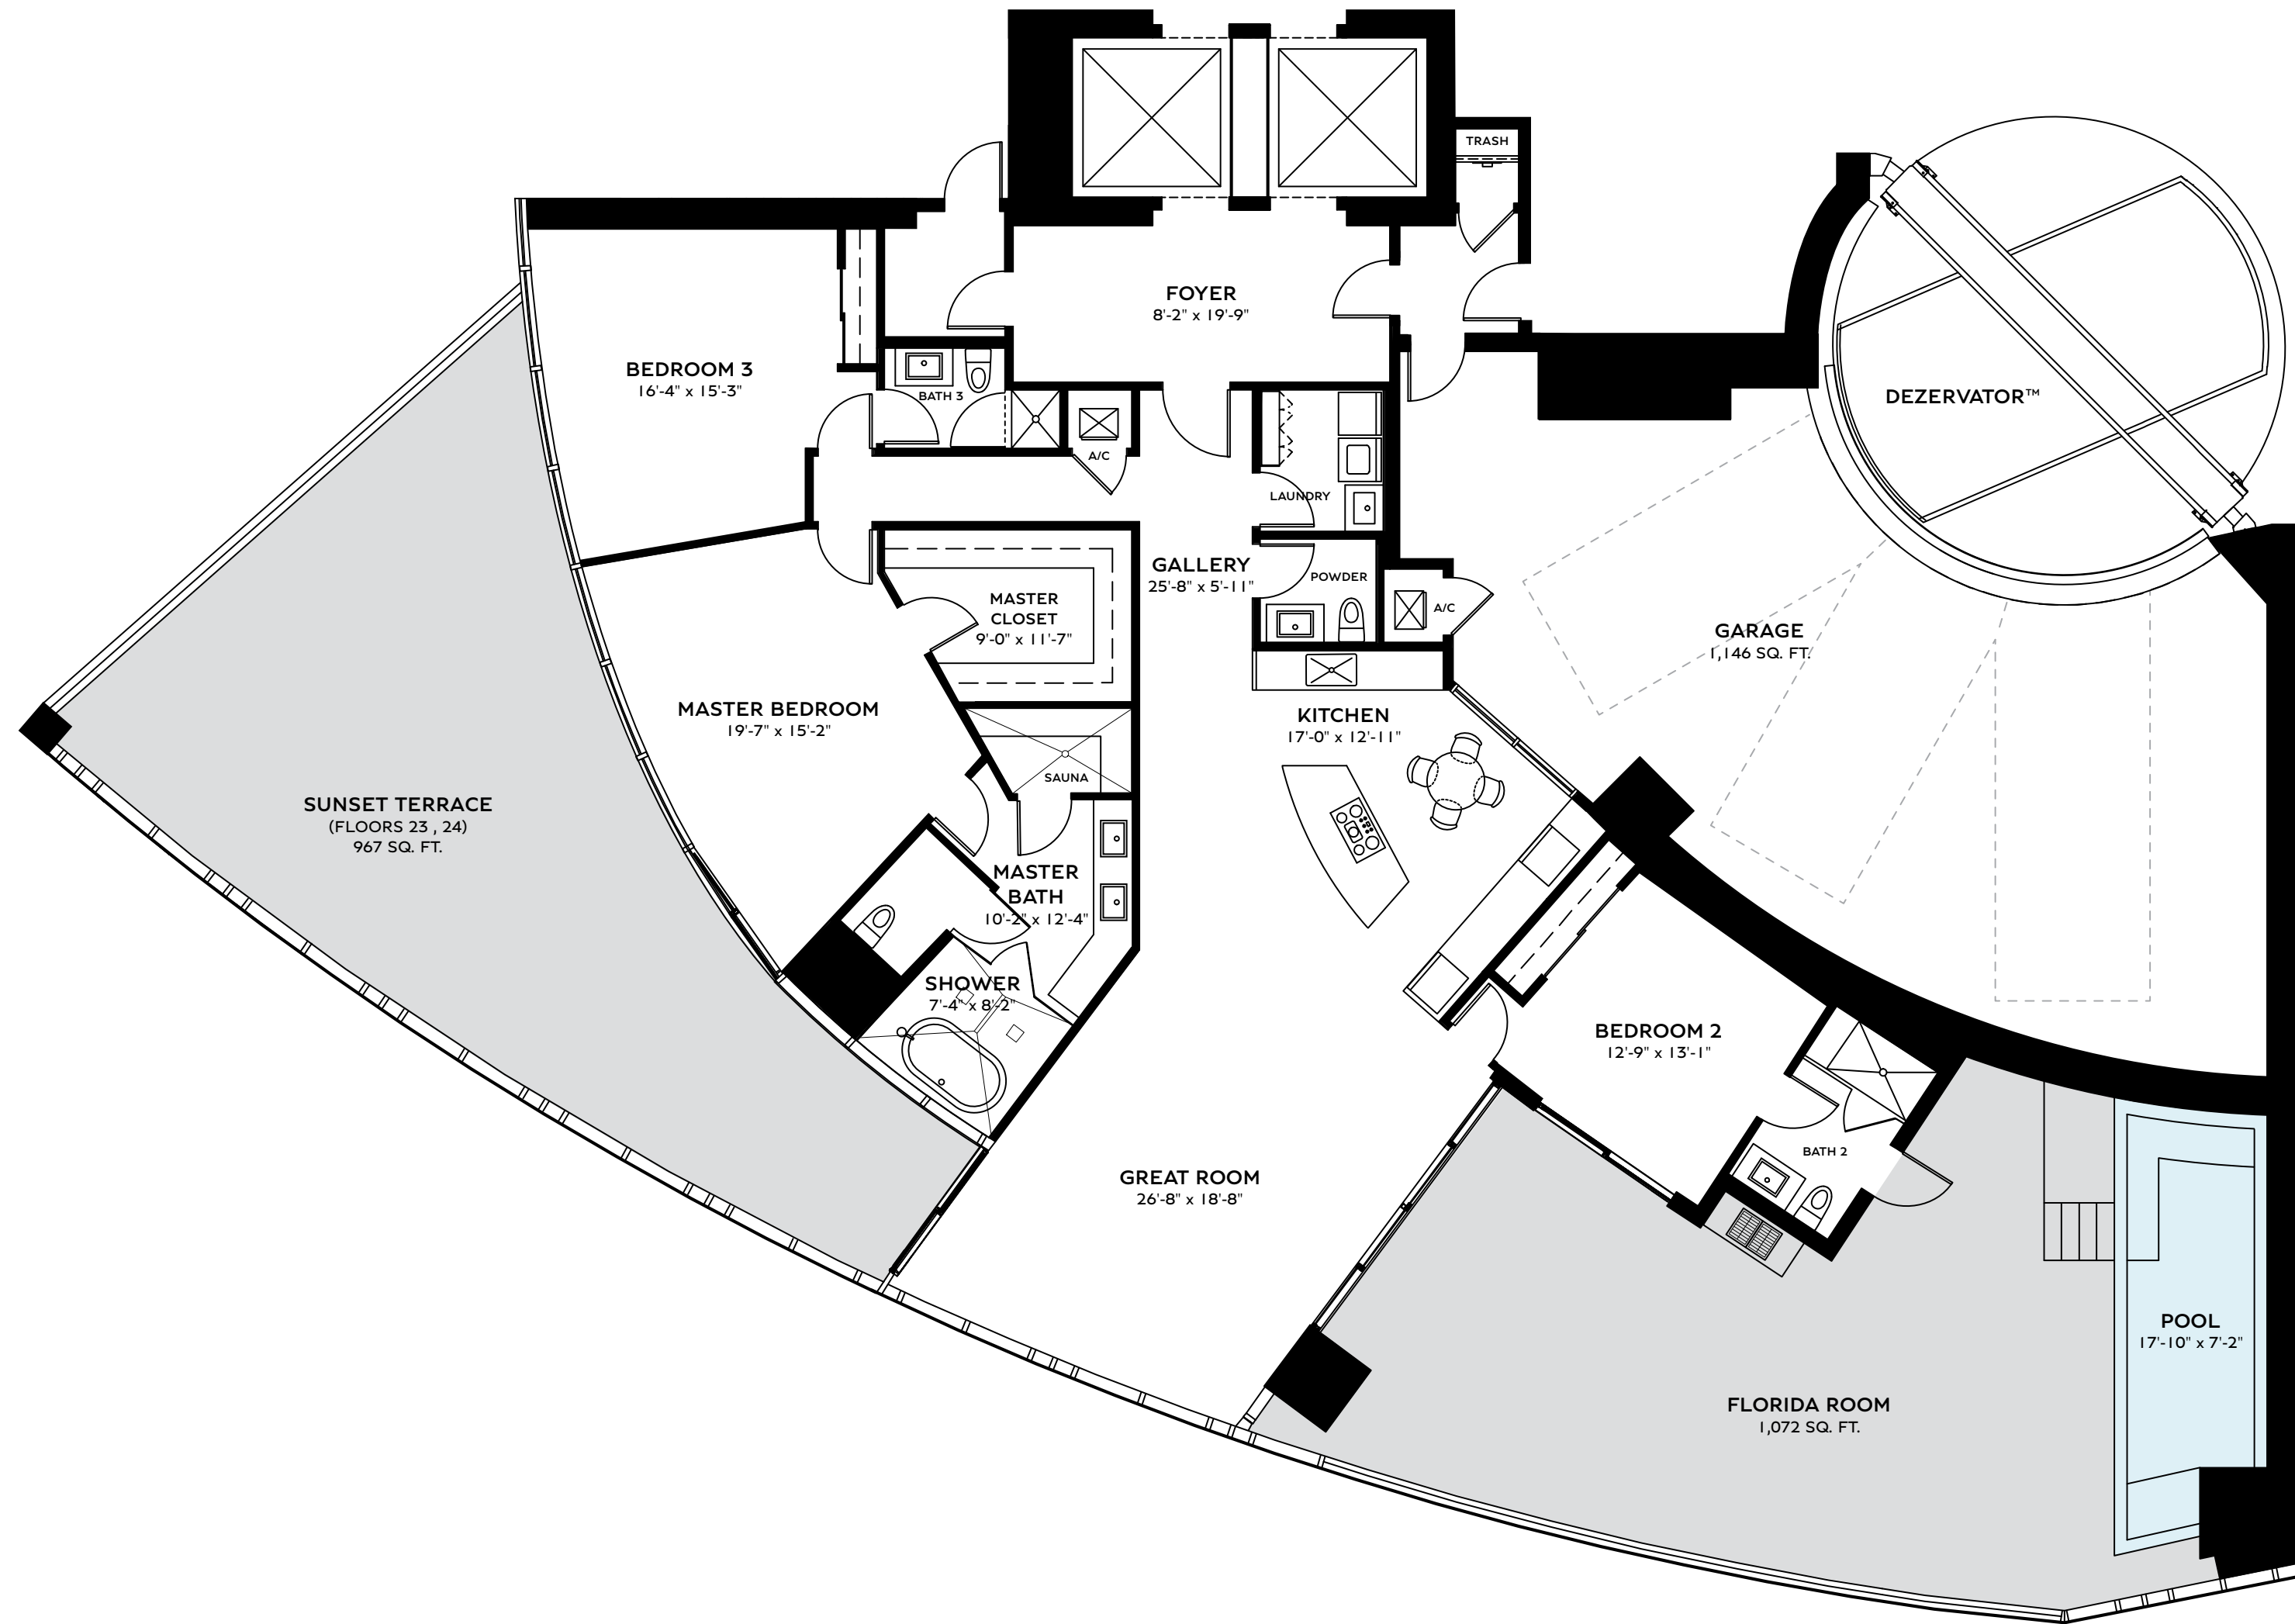 TRASH
FOYER
8'-2" x 19'-9"
BEDROOM 3
16'-4" x 15'-3"
BATH 3
DEZERVATOR™
A/C
LAUNDRY
GALLERY
25'-8" x 5'-11"
POWDER
MASTER
CLOSET
9'-0" x 11'-7"
A/C
GARAGE
1,146 SQ. FT.
MASTER BEDROOM
19'-7" x 15'-2"
KITCHEN
17'-0" x 12'-11"
SAUNA
SUNSET TERRACE
(FLOORS 23 , 24)
967 SQ. FT.
MASTER
BATH
10'-2" x 12'-4"
SHOWER
7'-4" x 8'-2"
BEDROOM 2
12'-9" x 13'-1"
BATH 2
GREAT ROOM
26'-8" x 18'-8"
POOL
17'-10" x 7'-2"
FLORIDA ROOM
1,072 SQ. FT.